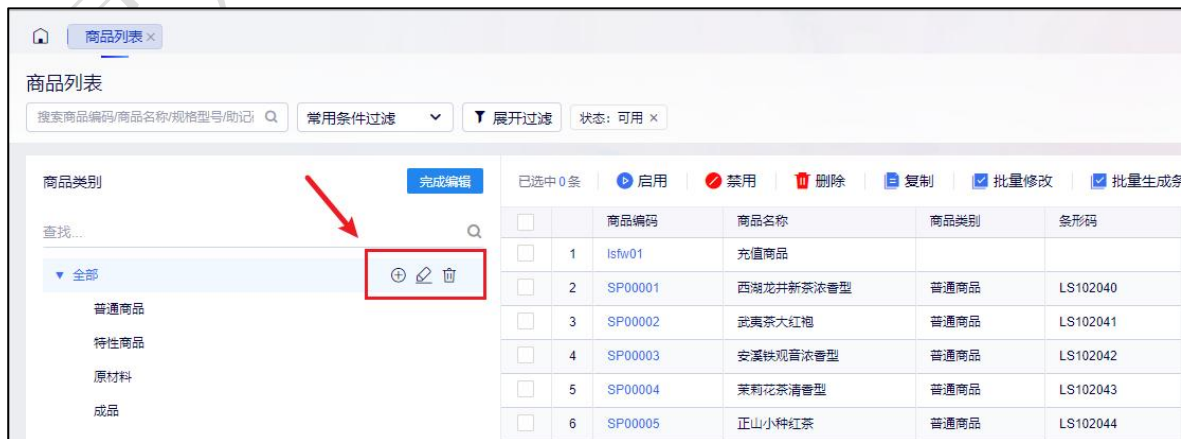 商品列表 ×
商品列表
搜索商品编码/商品名称/规格型号/助记
常用条件过滤
展开过滤
状态: 可用 ×
商品类别
完成编辑
查找...
全部
普通商品
特性商品
原材料
成品
已选中0条
启用
禁用
删除
复制
批量修改
批量生成条
商品编码 商品名称 商品类别 条形码
1 lsfw01 充值商品
2 SP00001 西湖龙井新茶浓香型 普通商品 LS102040
3 SP00002 武夷茶大红袍 普通商品 LS102041
4 SP00003 安溪铁观音浓香型 普通商品 LS102042
5 SP00004 茉莉花茶清香型 普通商品 LS102043
6 SP00005 正山小种红茶 普通商品 LS102044